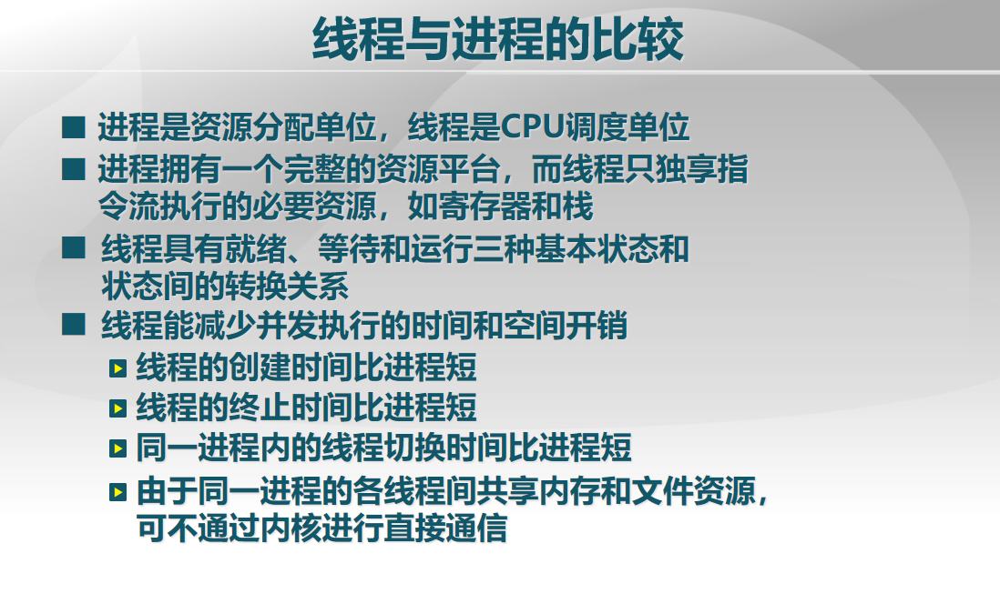 线程与进程的比较
进程是资源分配单位，线程是CPU调度单位
进程拥有一个完整的资源平台，而线程只独享指
令流执行的必要资源，如寄存器和栈
线程具有就绪、等待和运行三种基本状态和
状态间的转换关系
线程能减少并发执行的时间和空间开销
线程的创建时间比进程短
线程的终止时间比进程短
同一进程内的线程切换时间比进程短
由于同一进程的各线程间共享内存和文件资源，
可不通过内核进行直接通信